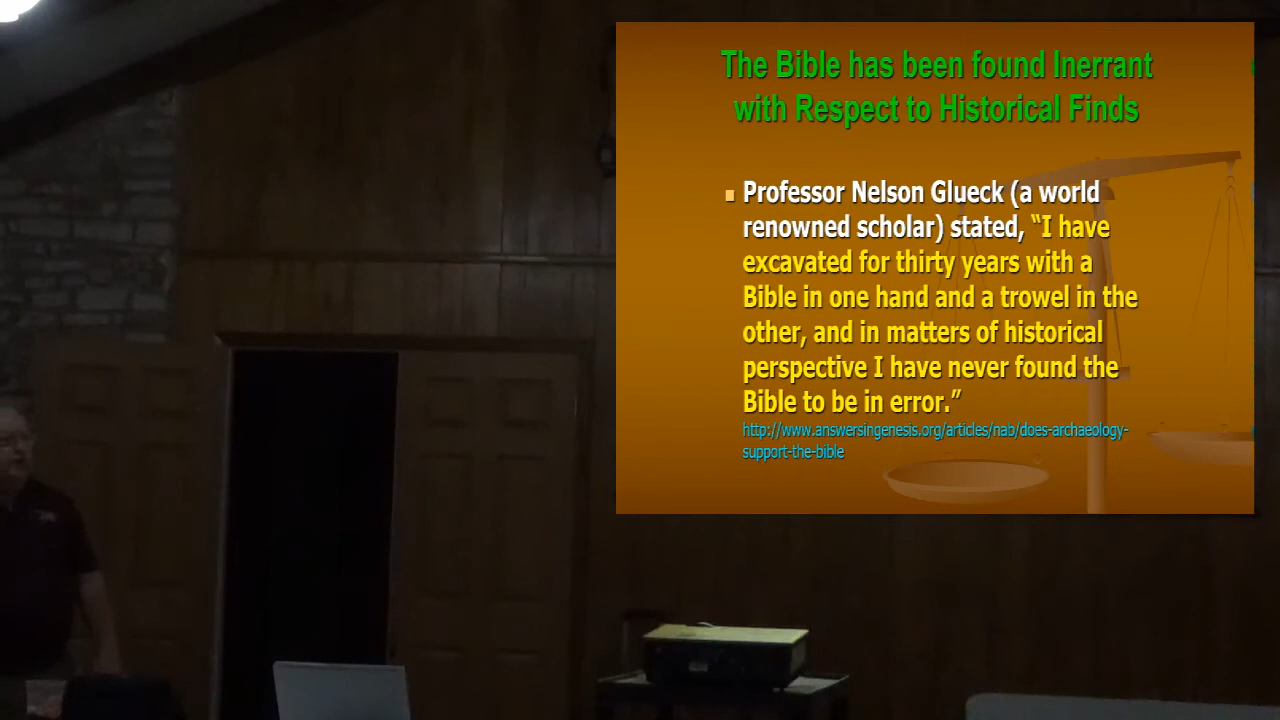 The Bible has been found Inerrant
with Respect to Historical Finds
Professor Nelson Glueck (a world
renowned scholar) stated, “I have
excavated for thirty years with a
Bible in one hand and a trowel in the
other, and in matters of historical
perspective I have never found the
Bible to be in error.”
http://www.answersingenesis.org/articles/nab/does-archaeology-
support-the-bible